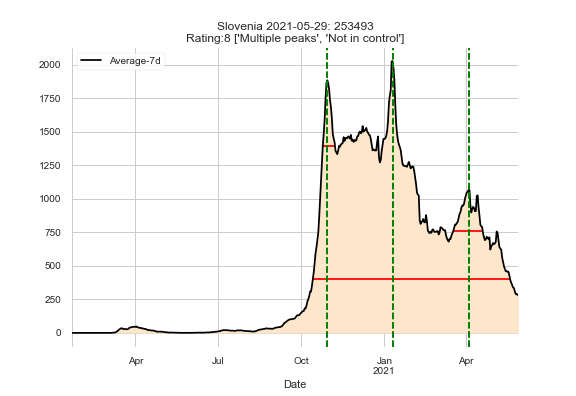 Slovenia 2021-05-29: 253493
Rating:8 ['Multiple peaks', 'Not in control']
Average-7d
2000
1750
1500
1250
1000
750
500
250
0
Apr
Jul
Oct
Jan
2021
Apr
Date